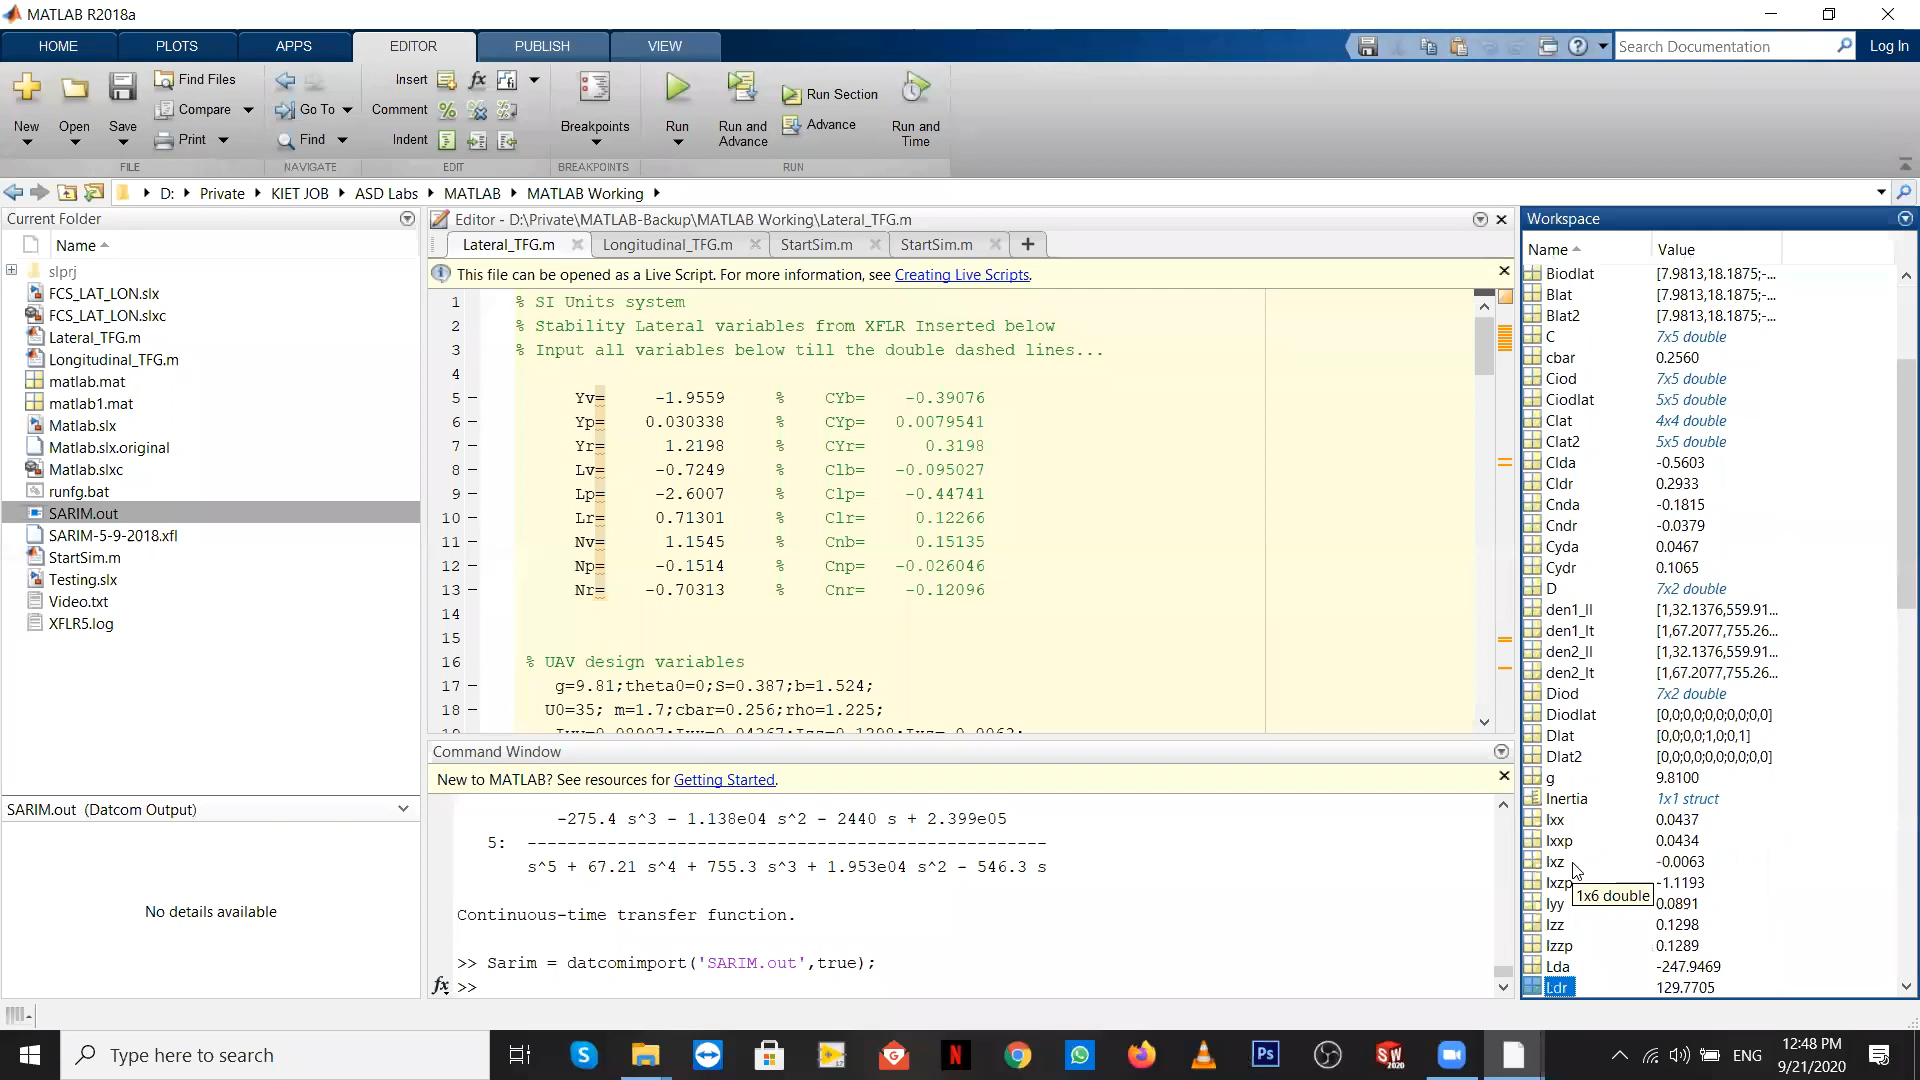 MATLAB R2018a
HOME PLOTS APPS EDITOR PUBLISH VIEW
Search Documentation
Log In
New Open Save
Find Files
Compare
Print
FILE
Go To
Find
NAVIGATE
Insert
Comment
Indent
EDIT
Breakpoints
BREAKPOINTS
Run
Run and Advance
Run Section
Advance
Run and Time
RUN
D: Private KIET JOB ASD Labs MATLAB MATLAB Working
Current Folder
Name
slprj
FCS_LAT_LON.slx
FCS_LAT_LON.slxc
Lateral_TFG.m
Longitudinal_TFG.m
matlab.mat
matlab1.mat
Matlab.slx
Matlab.slx.original
Matlab.slxc
runfg.bat
SARIM.out
SARIM-5-9-2018.xfl
StartSim.m
Testing.slx
Video.txt
XFLR5.log
SARIM.out (Datcom Output)
No details available
Editor - D:\Private\MATLAB-Backup\MATLAB Working\Lateral_TFG.m
Lateral_TFG.m Longitudinal_TFG.m StartSim.m StartSim.m
This file can be opened as a Live Script. For more information, see Creating Live Scripts.
1 % SI Units system
2 % Stability Lateral variables from XFLR Inserted below
3 % Input all variables below till the double dashed lines...
4
5 – Yv= -1.9559 % CYb= -0.39076
6 – Yp= 0.030338 % CYp= 0.0079541
7 – Yr= 1.2198 % CYr= 0.3198
8 – Lv= -0.7249 % Clb= -0.095027
9 – Lp= -2.6007 % Clp= -0.44741
10 – Lr= 0.71301 % Clr= 0.12266
11 – Nv= 1.1545 % Cnb= 0.15135
12 – Np= -0.1514 % Cnp= -0.026046
13 – Nr= -0.70313 % Cnr= -0.12096
14
15
16 % UAV design variables
17 – g=9.81;theta0=0;S=0.387;b=1.524;
18 – U0=35; m=1.7;cbar=0.256;rho=1.225;
Command Window
New to MATLAB? See resources for Getting Started.
-275.4 s^3 - 1.138e04 s^2 - 2440 s + 2.399e05
5: ----------------------------------------------------
s^5 + 67.21 s^4 + 755.3 s^3 + 1.953e04 s^2 - 546.3 s
Continuous-time transfer function.
>> Sarim = datcomimport('SARIM.out',true);
fx >>
Workspace
Name Value
Biodlat [7.9813,18.1875;-...
Blat [7.9813,18.1875;-...
Blat2 [7.9813,18.1875;-...
C 7x5 double
cbar 0.2560
Ciod 7x5 double
Ciodlat 5x5 double
Clat 4x4 double
Clat2 5x5 double
Clda -0.5603
Cldr 0.2933
Cnda -0.1815
Cndr -0.0379
Cyda 0.0467
Cydr 0.1065
D 7x2 double
den1_ll [1,32.1376,559.91...
den1_lt [1,67.2077,755.26...
den2_ll [1,32.1376,559.91...
den2_lt [1,67.2077,755.26...
Diod 7x2 double
Diodlat [0,0;0,0;0,0;0,0;0,0]
Dlat [0,0;0,0;1,0;0,1]
Dlat2 [0,0;0,0;0,0;0,0;0,0]
g 9.8100
Inertia 1x1 struct
Ixx 0.0437
Ixxp 0.0434
Ixz -0.0063
Ixzp -1.1193
1x6 double
Iyy 0.0891
Izz 0.1298
Izzp 0.1289
Lda -247.9469
Ldr 129.7705
Type here to search
ENG
12:48 PM
9/21/2020